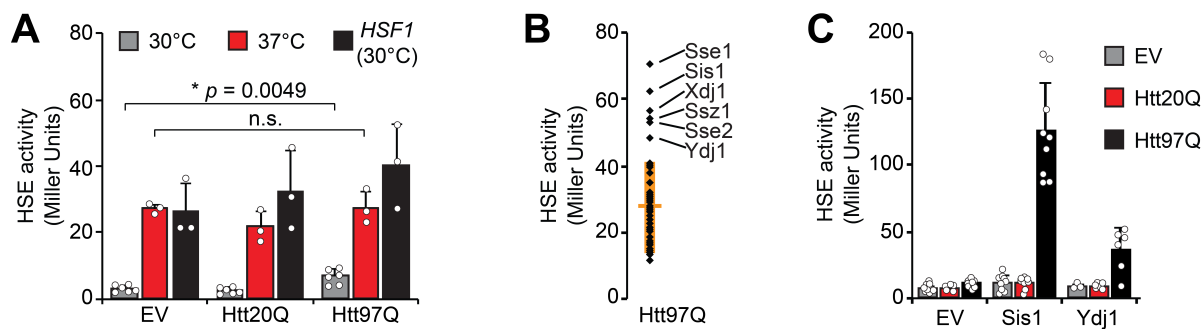 A
HSE activity
(Miller Units)
80
60
40
20
0
30°C
37°C
HSF1
(30°C)
* p = 0.0049
n.s.
EV
Htt20Q
Htt97Q
B
HSE activity
(Miller Units)
80
60
40
20
0
Sse1
Sis1
Xdj1
Ssz1
Sse2
Ydj1
Htt97Q
C
HSE activity
(Miller Units)
200
150
100
50
0
EV
Htt20Q
Htt97Q
EV
Sis1
Ydj1